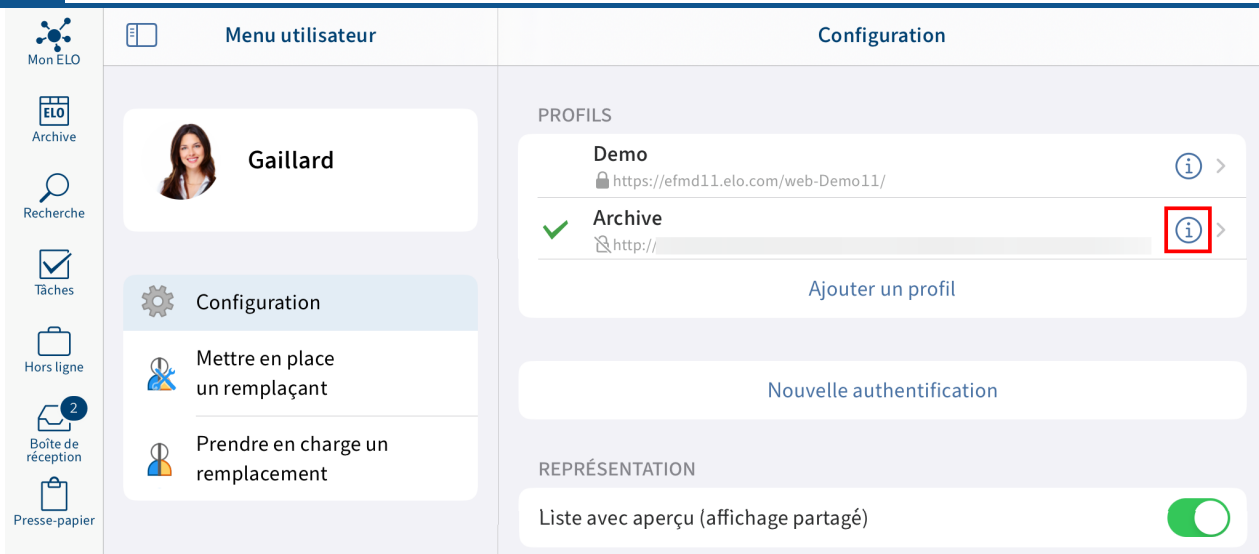 Mon ELO
ELO
Archive
Recherche
Tâches
Hors ligne
2
Boîte de
réception
Presse-papier
Menu utilisateur
Gaillard
Configuration
Mettre en place
un remplaçant
Prendre en charge un
remplacement
Configuration
PROFILS
Demo
https://efmd11.elo.com/web-Demo11/
Archive
http://
Ajouter un profil
Nouvelle authentification
REPRÉSENTATION
Liste avec aperçu (affichage partagé)